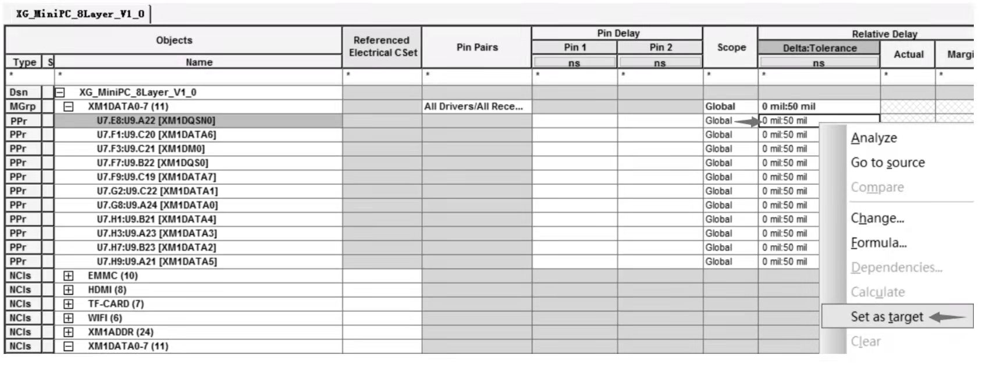 XG_MiniPC_8Layer_V1_0
Objects Referenced Electrical CSet Pin Pairs Pin Delay Scope Relative Delay
Pin 1 Pin 2 Delta:Tolerance Actual Margi
Type S Name ns ns ns
* * * * * * * * * *
Dsn XG_MiniPC_8Layer_V1_0
MGrp XM1DATA0-7 (11) All Drivers/All Rece... Global 0 mil:50 mil
PPr U7.E8:U9.A22 [XM1DQSN0] Global 0 mil:50 mil
PPr U7.F1:U9.C20 [XM1DATA6] Global 0 mil:50 mil
PPr U7.F3:U9.C21 [XM1DM0] Global 0 mil:50 mil
PPr U7.F7:U9.B22 [XM1DQS0] Global 0 mil:50 mil
PPr U7.F9:U9.C19 [XM1DATA7] Global 0 mil:50 mil
PPr U7.G2:U9.C22 [XM1DATA1] Global 0 mil:50 mil
PPr U7.G8:U9.A24 [XM1DATA0] Global 0 mil:50 mil
PPr U7.H1:U9.B21 [XM1DATA4] Global 0 mil:50 mil
PPr U7.H3:U9.A23 [XM1DATA3] Global 0 mil:50 mil
PPr U7.H7:U9.B23 [XM1DATA2] Global 0 mil:50 mil
PPr U7.H9:U9.A21 [XM1DATA5] Global 0 mil:50 mil
NCls EMMC (10)
NCls HDMI (8)
NCls TF-CARD (7)
NCls WIFI (6)
NCls XM1ADDR (24)
NCls XM1DATA0-7 (11)
Analyze
Go to source
Compare
Change...
Formula...
Dependencies...
Calculate
Set as target
Clear